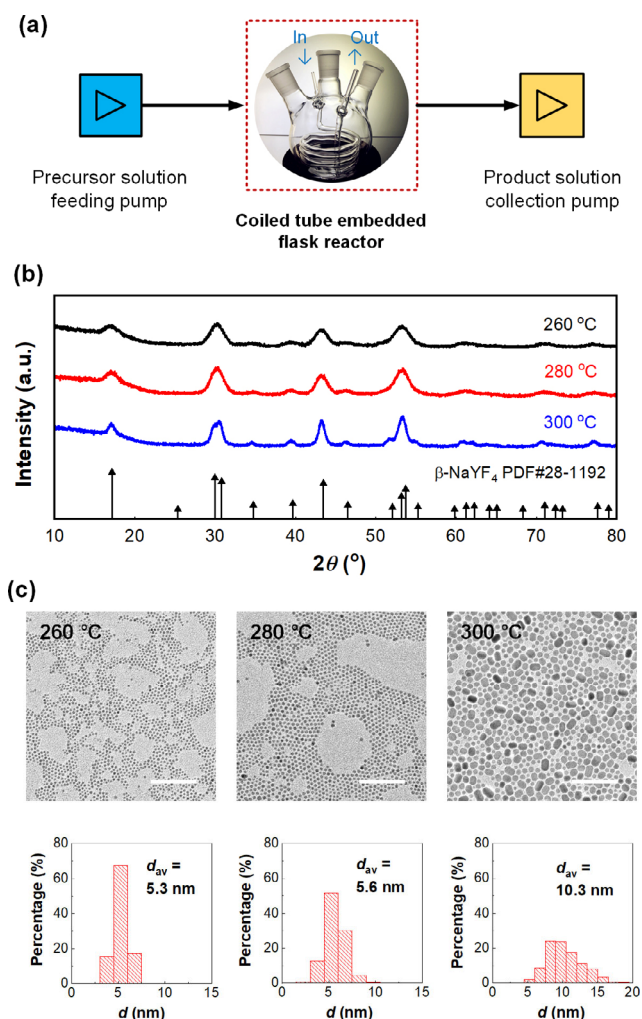 (a)
In
Out
Precursor solution
feeding pump
Coiled tube embedded
flask reactor
Product solution
collection pump
(b)
Intensity (a.u.)
260 °C
280 °C
300 °C
β-NaYF4 PDF#28-1192
10 20 30 40 50 60 70 80
2θ (°)
(c)
260 °C
280 °C
300 °C
Percentage (%)
80
60
40
20
0
dav =
5.3 nm
0 5 10 15
d (nm)
Percentage (%)
80
60
40
20
0
dav =
5.6 nm
0 5 10 15
d (nm)
Percentage (%)
80
60
40
20
0
dav =
10.3 nm
0 5 10 15 20
d (nm)